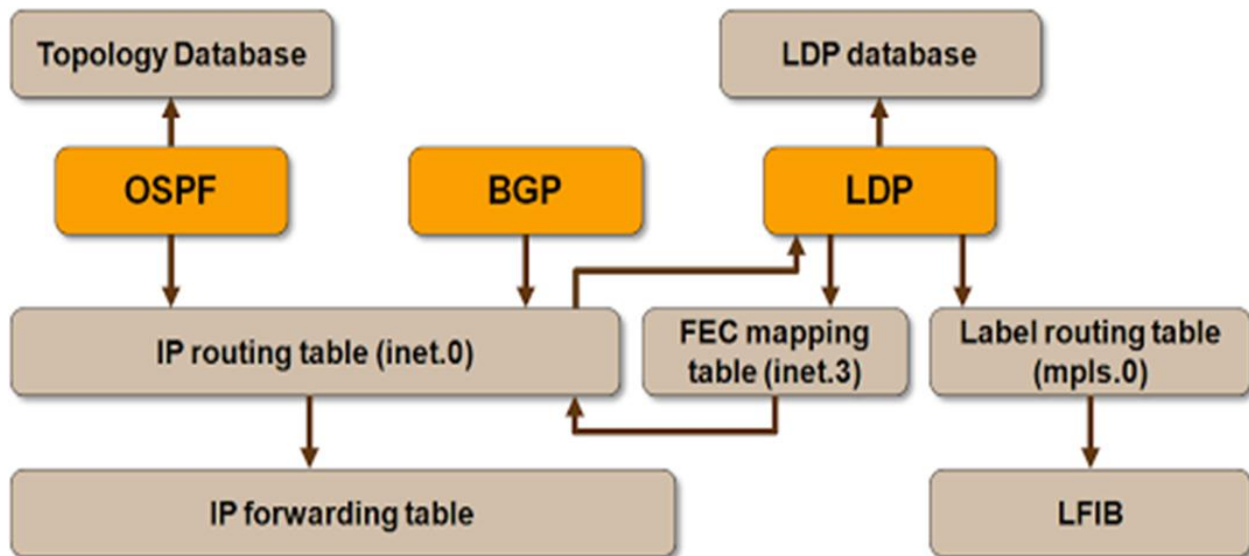 Topology Database
LDP database
OSPF
BGP
LDP
IP routing table (inet.0)
FEC mapping
table (inet.3)
Label routing table
(mpls.0)
IP forwarding table
LFIB